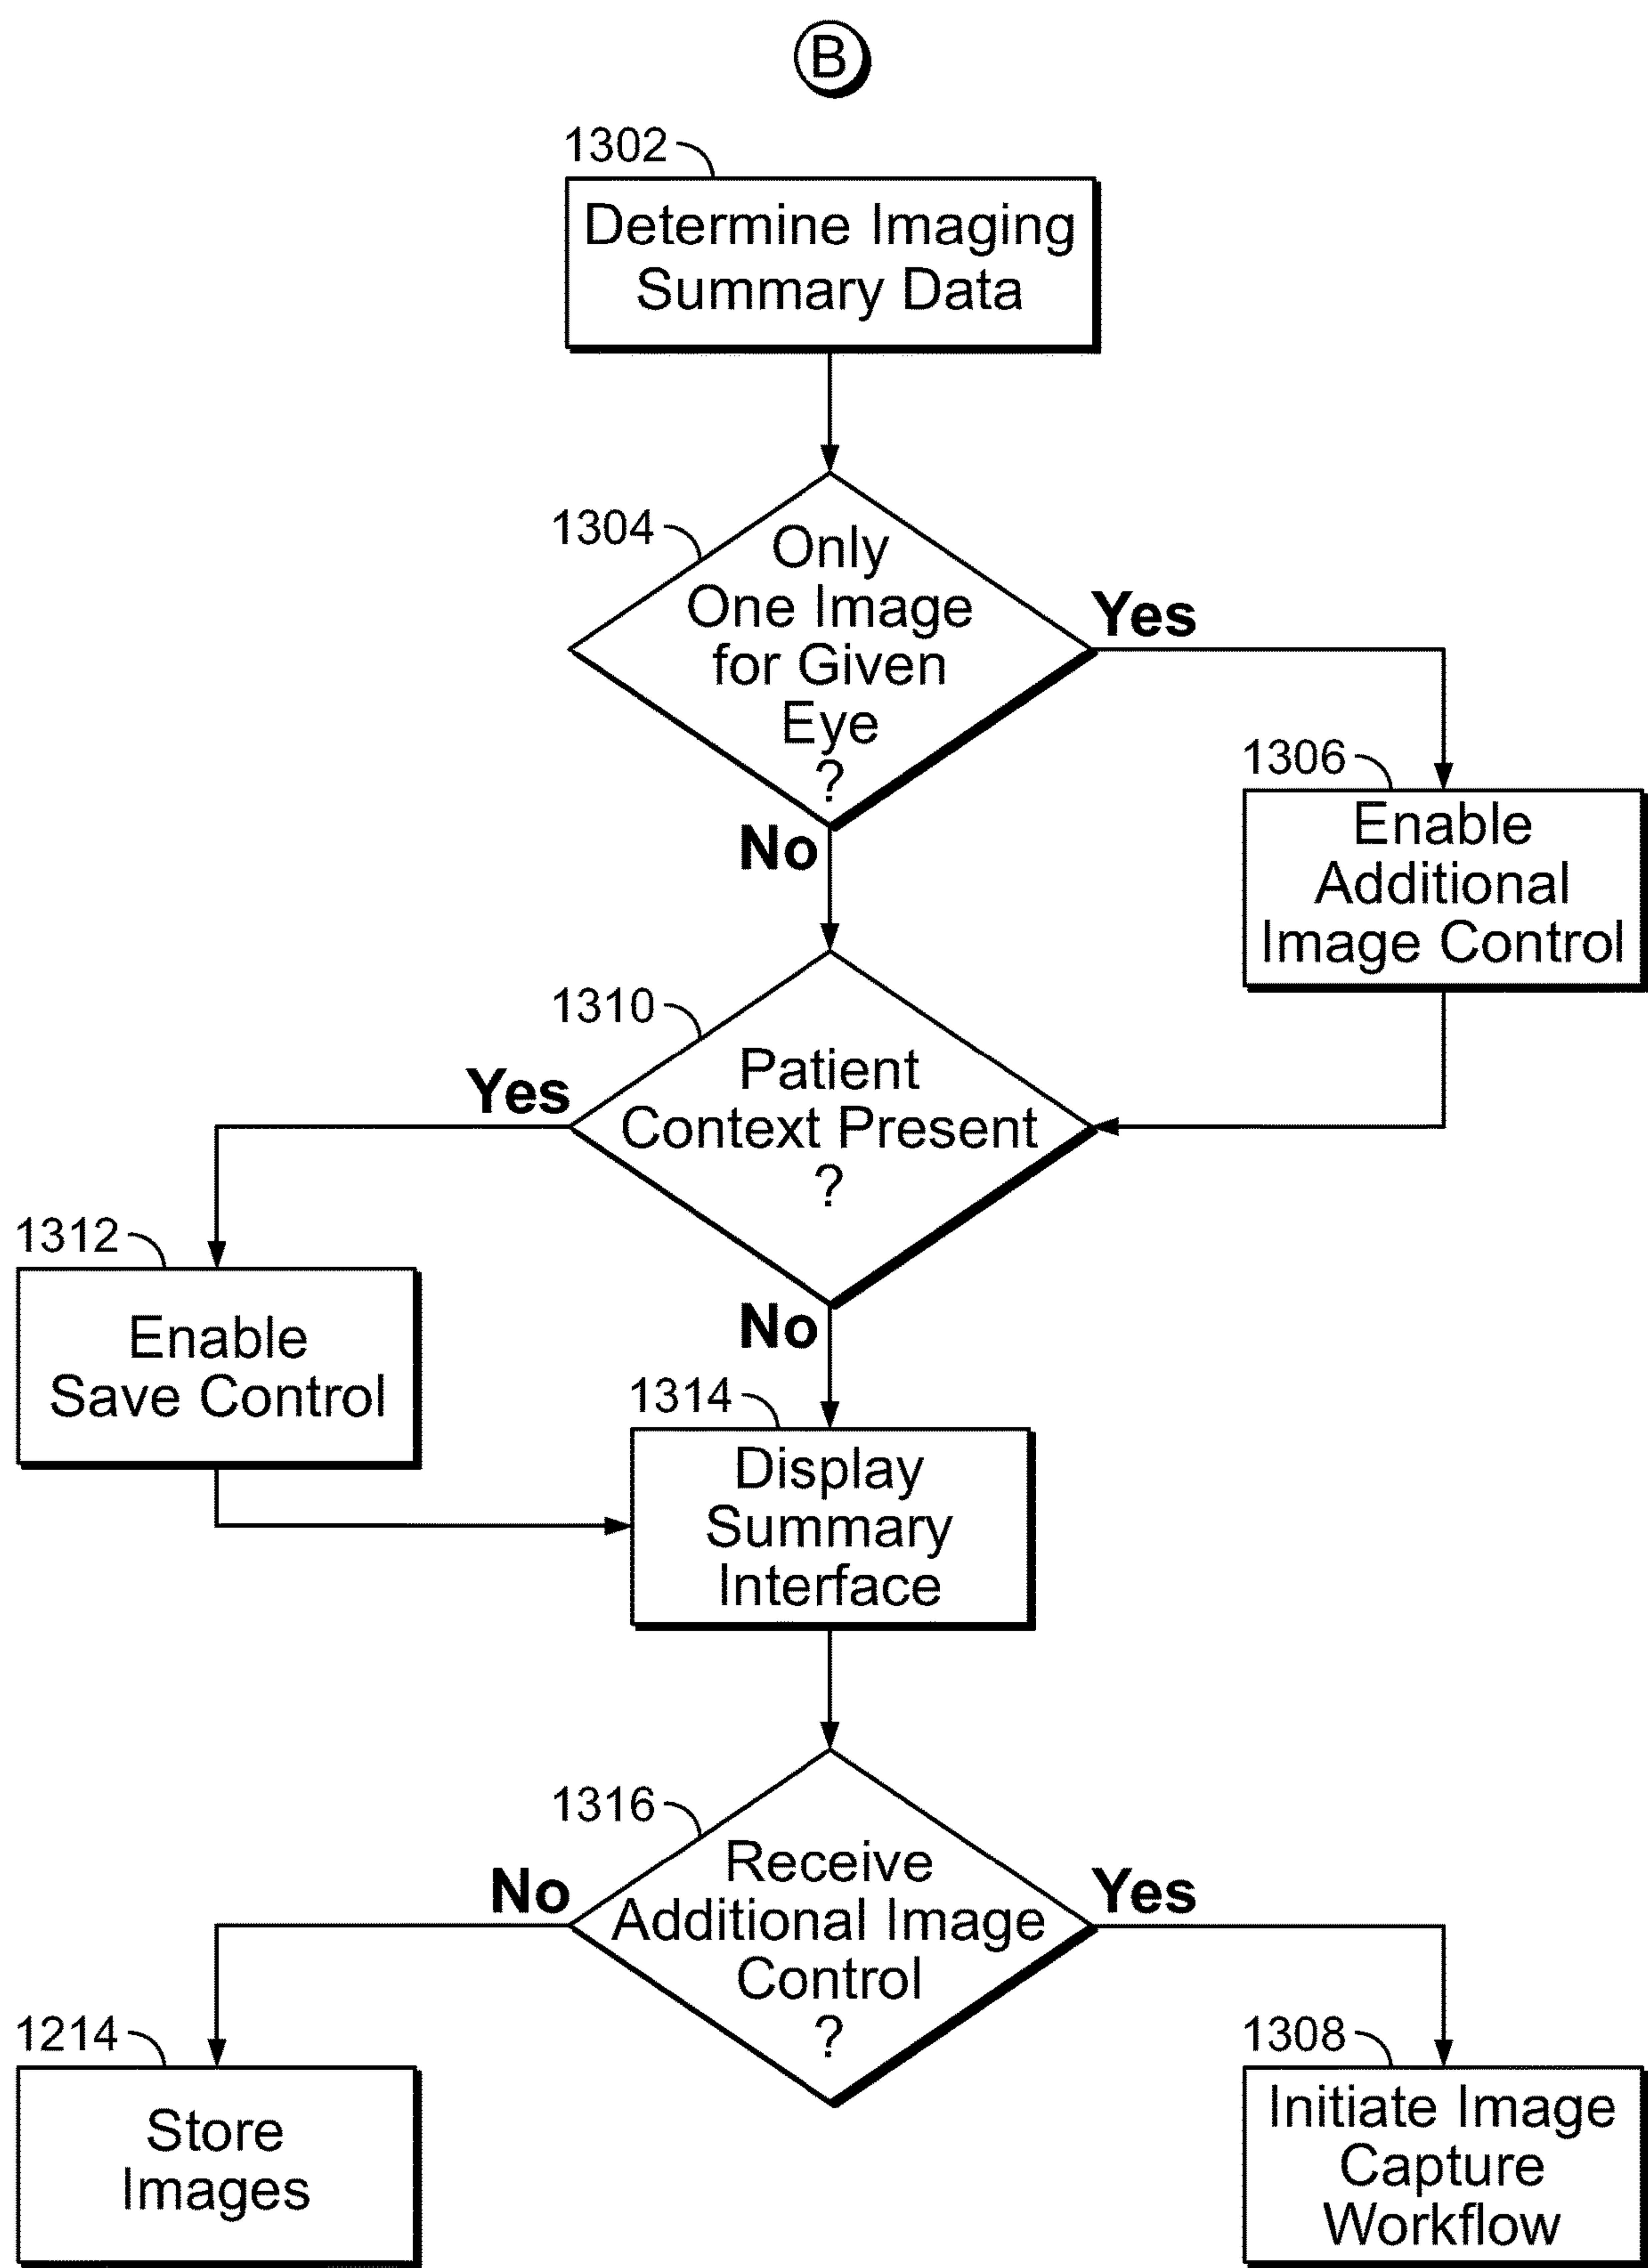 B
1302
Determine Imaging
Summary Data
1304
Only
One Image
for Given
Eye
?
Yes
No
1306
Enable
Additional
Image Control
1310
Patient
Context Present
?
Yes
No
1312
Enable
Save Control
1314
Display
Summary
Interface
1316
Receive
Additional Image
Control
?
No
Yes
1214
Store
Images
1308
Initiate Image
Capture
Workflow